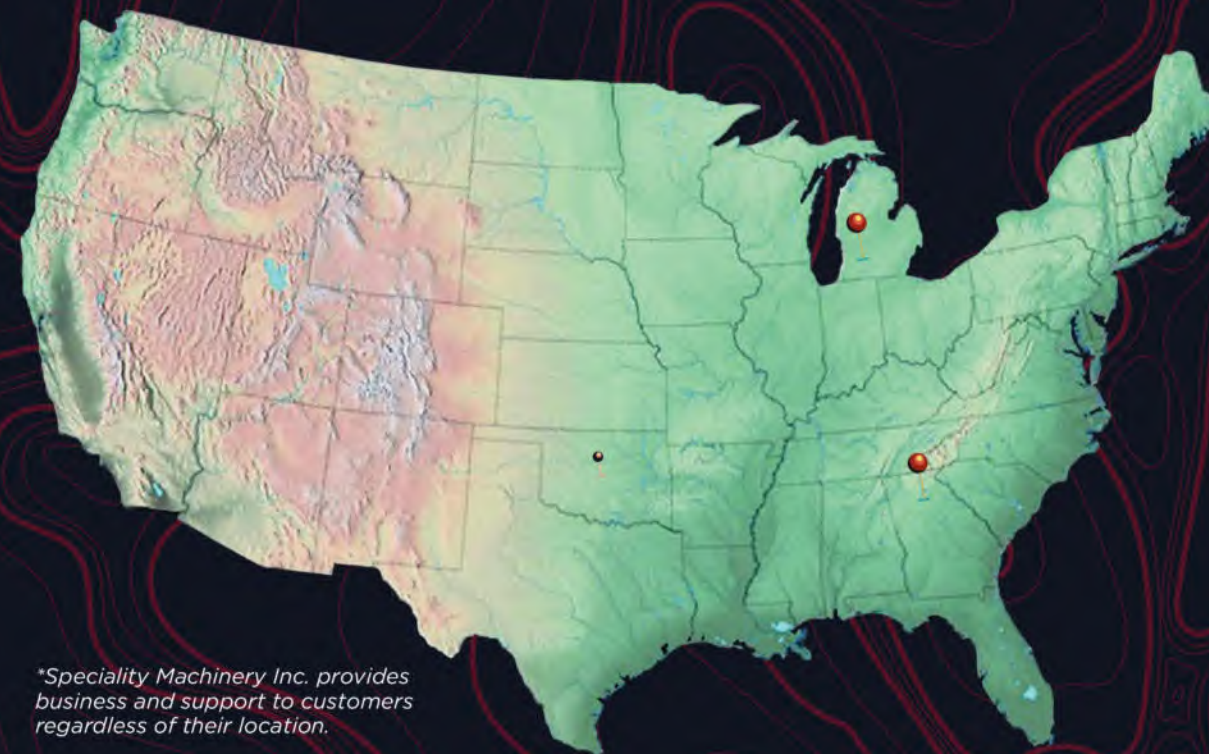 *Speciality Machinery Inc. provides
business and support to customers
regardless of their location.